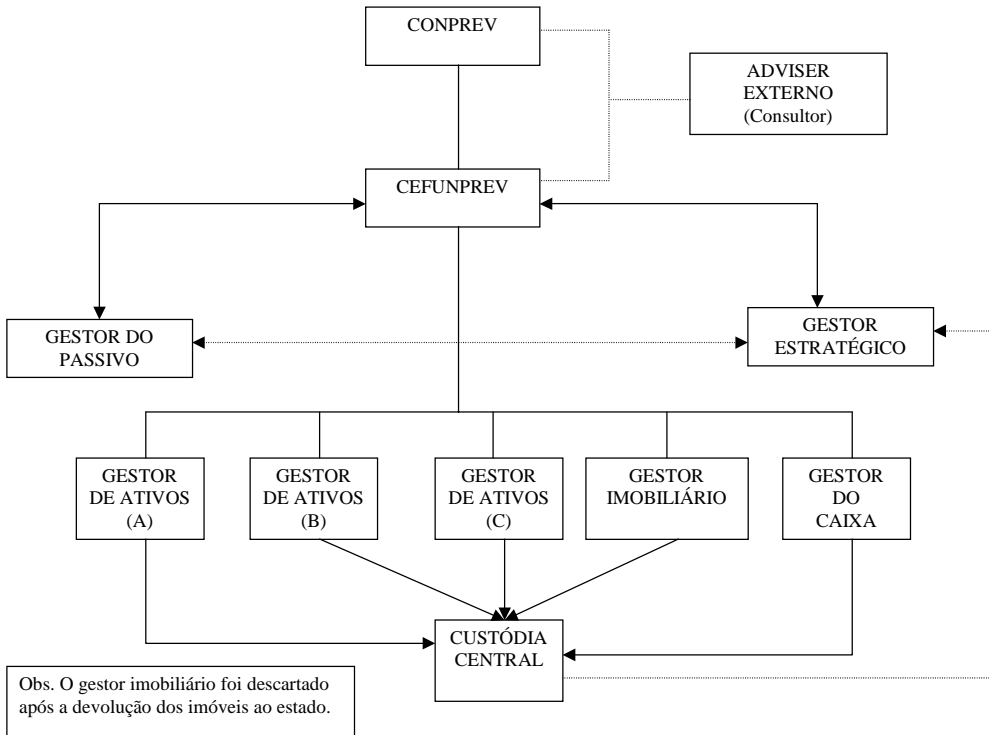 CONPREV
ADVISER
EXTERNO
(Consultor)
CEFUNPREV
GESTOR DO
PASSIVO
GESTOR
ESTRATÉGICO
GESTOR
DE ATIVOS
(A)
GESTOR
DE ATIVOS
(B)
GESTOR
DE ATIVOS
(C)
GESTOR
IMOBILIÁRIO
GESTOR
DO
CAIXA
CUSTÓDIA
CENTRAL
Obs. O gestor imobiliário foi descartado
após a devolução dos imóveis ao estado.